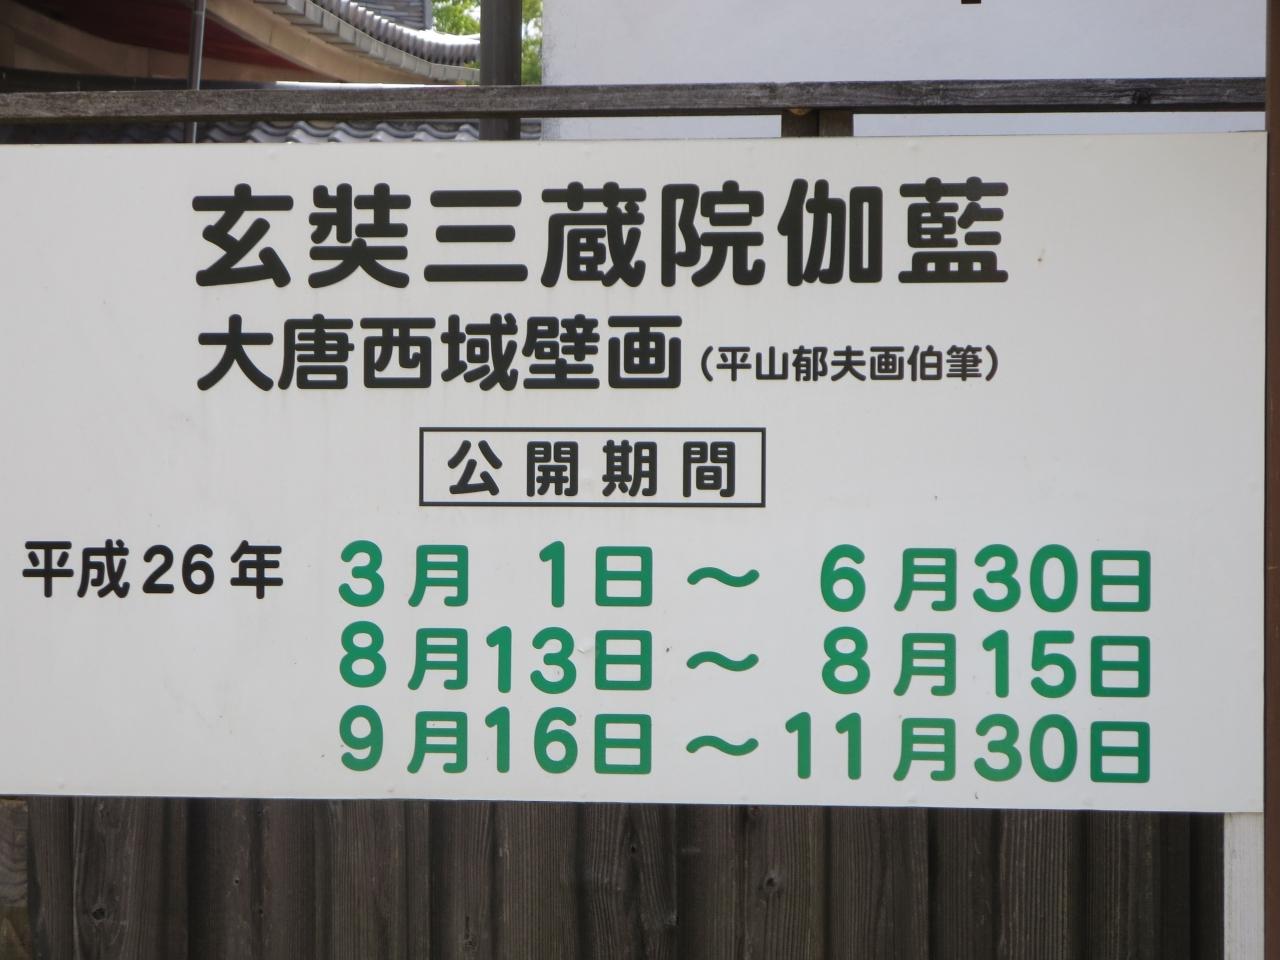 玄奘三蔵院伽藍
大唐西域壁画(平山郁夫画伯筆)
公開期間
平成26年 3月 1日～ 6月30日
8月13日～ 8月15日
9月16日～11月30日